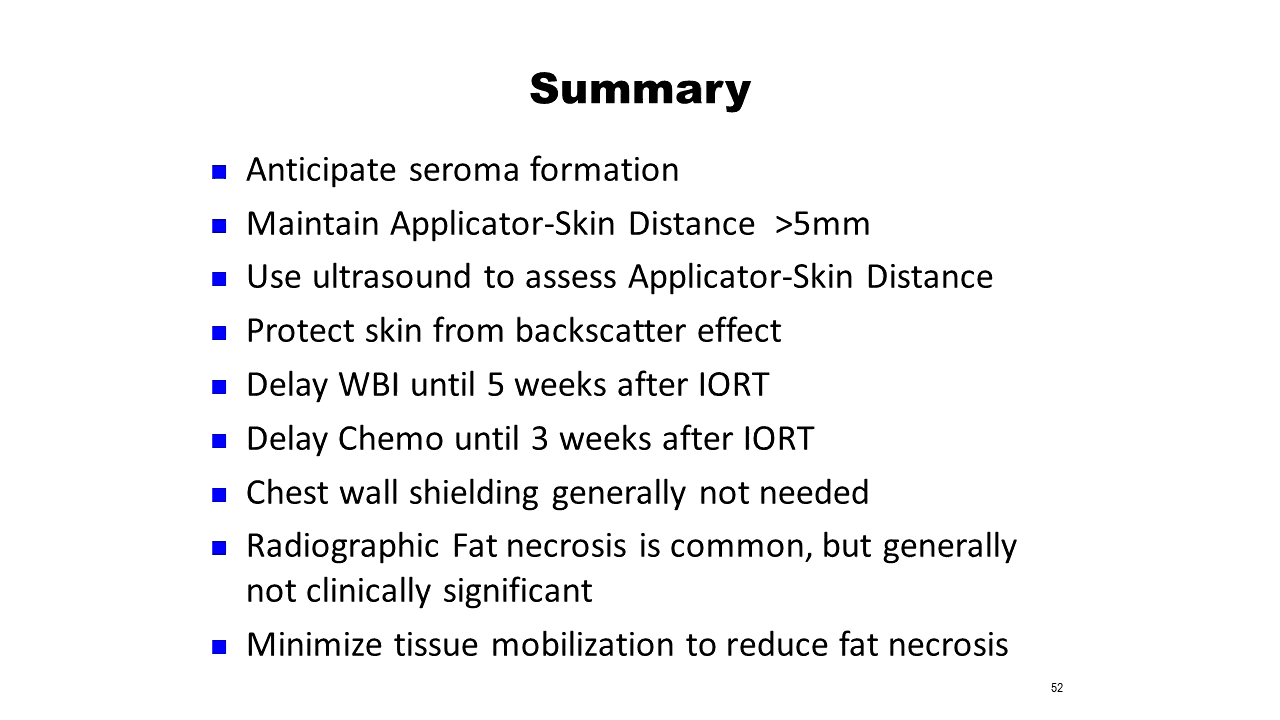 Summary
Anticipate seroma formation
Maintain Applicator-Skin Distance  >5mm
Use ultrasound to assess Applicator-Skin Distance
Protect skin from backscatter effect
Delay WBI until 5 weeks after IORT
Delay Chemo until 3 weeks after IORT
Chest wall shielding generally not needed
Radiographic Fat necrosis is common, but generally
not clinically significant
Minimize tissue mobilization to reduce fat necrosis
52